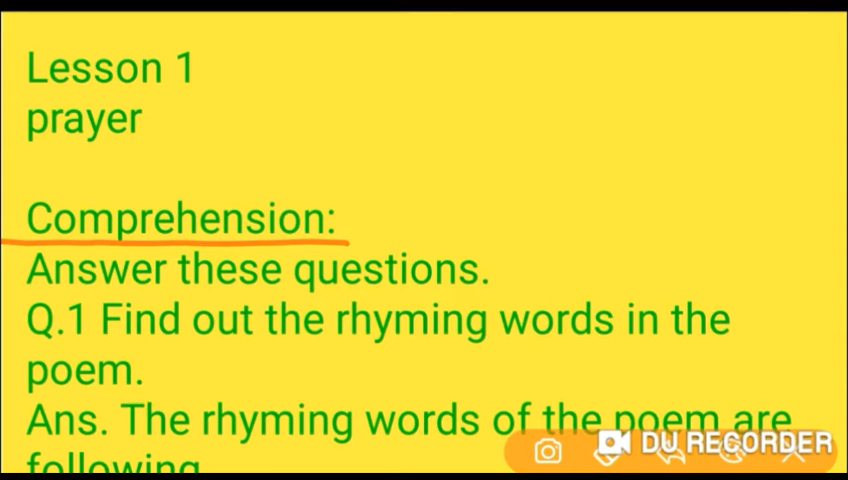 Lesson 1
prayer
Comprehension:
Answer these questions.
Q.1 Find out the rhyming words in the
poem.
Ans. The rhyming words of the poem are
following
DU RECORDER